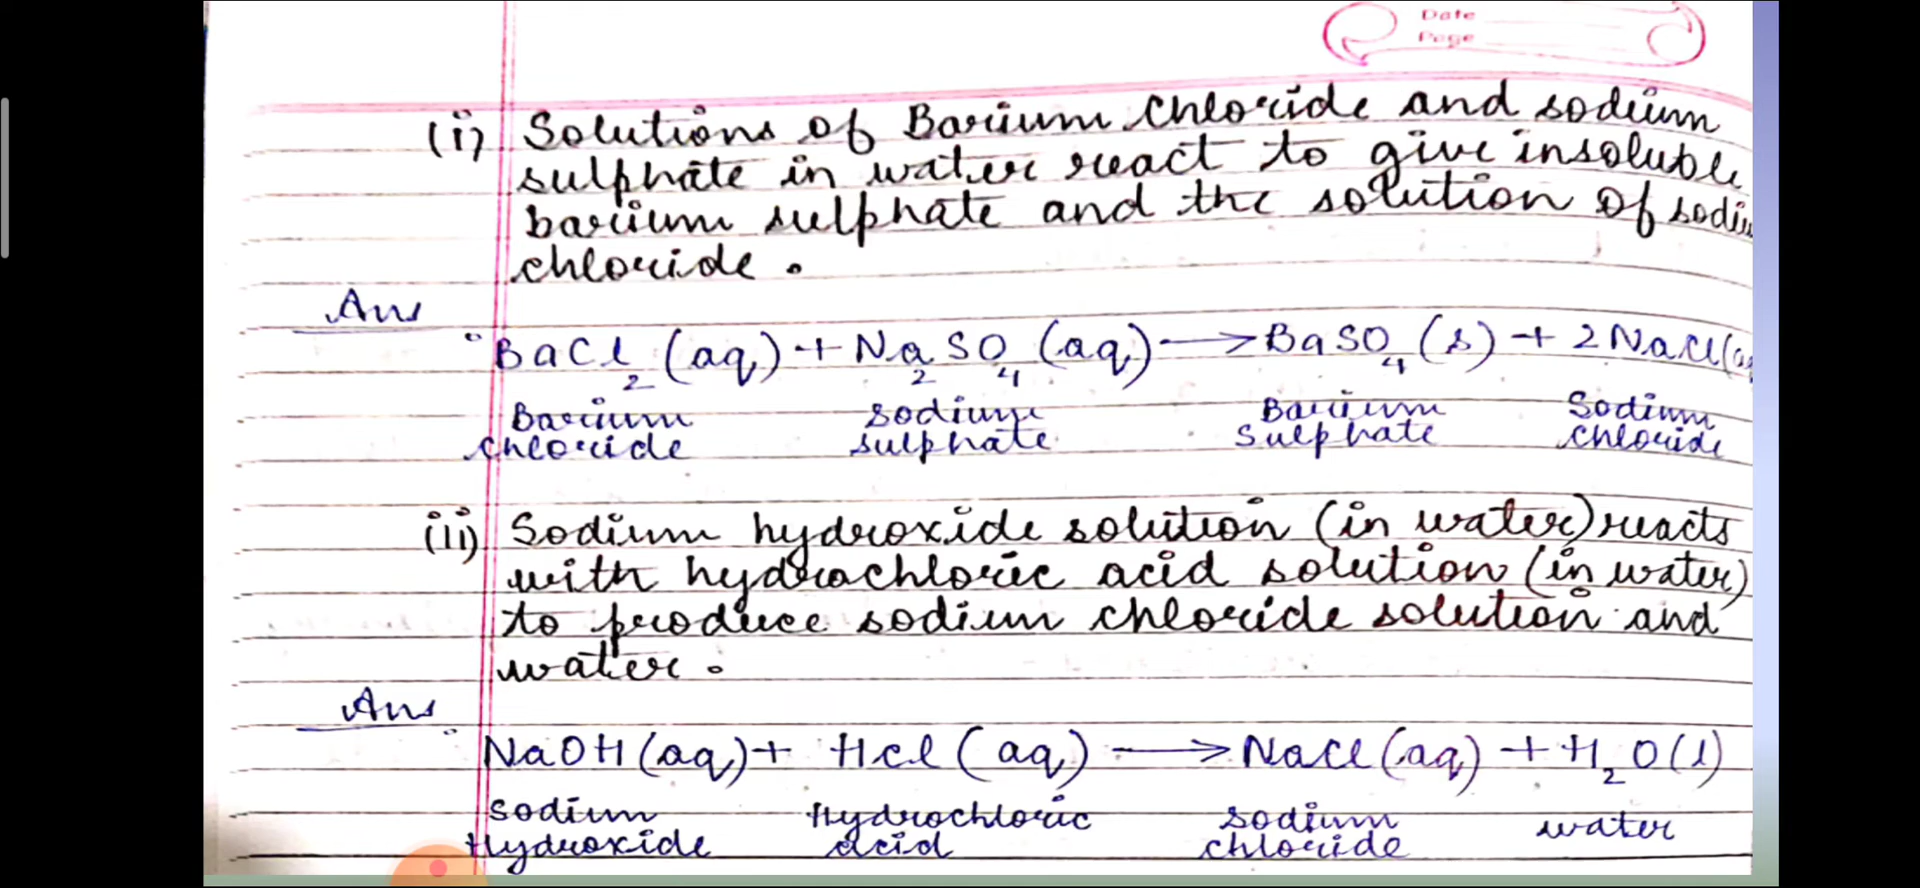 Date
Page
(i) Solutions of Barium chloride and sodium
sulphate in water react to give insoluble
barium sulphate and the solution of sodiu
chloride.
Ans
BaCl2 (aq) + Na2SO4 (aq) → BaSO4 (s) + 2NaCl(a
Barium sodium Barium Sodium
chloride sulphate Sulphate chloride
(ii) Sodium hydroxide solution (in water) reacts
with hydrochloric acid solution (in water)
to produce sodium chloride solution and
water.
Ans
NaOH (aq) + HCl (aq) → NaCl (aq) + H2O (l)
sodium Hydrochloric sodium water
Hydroxide acid chloride